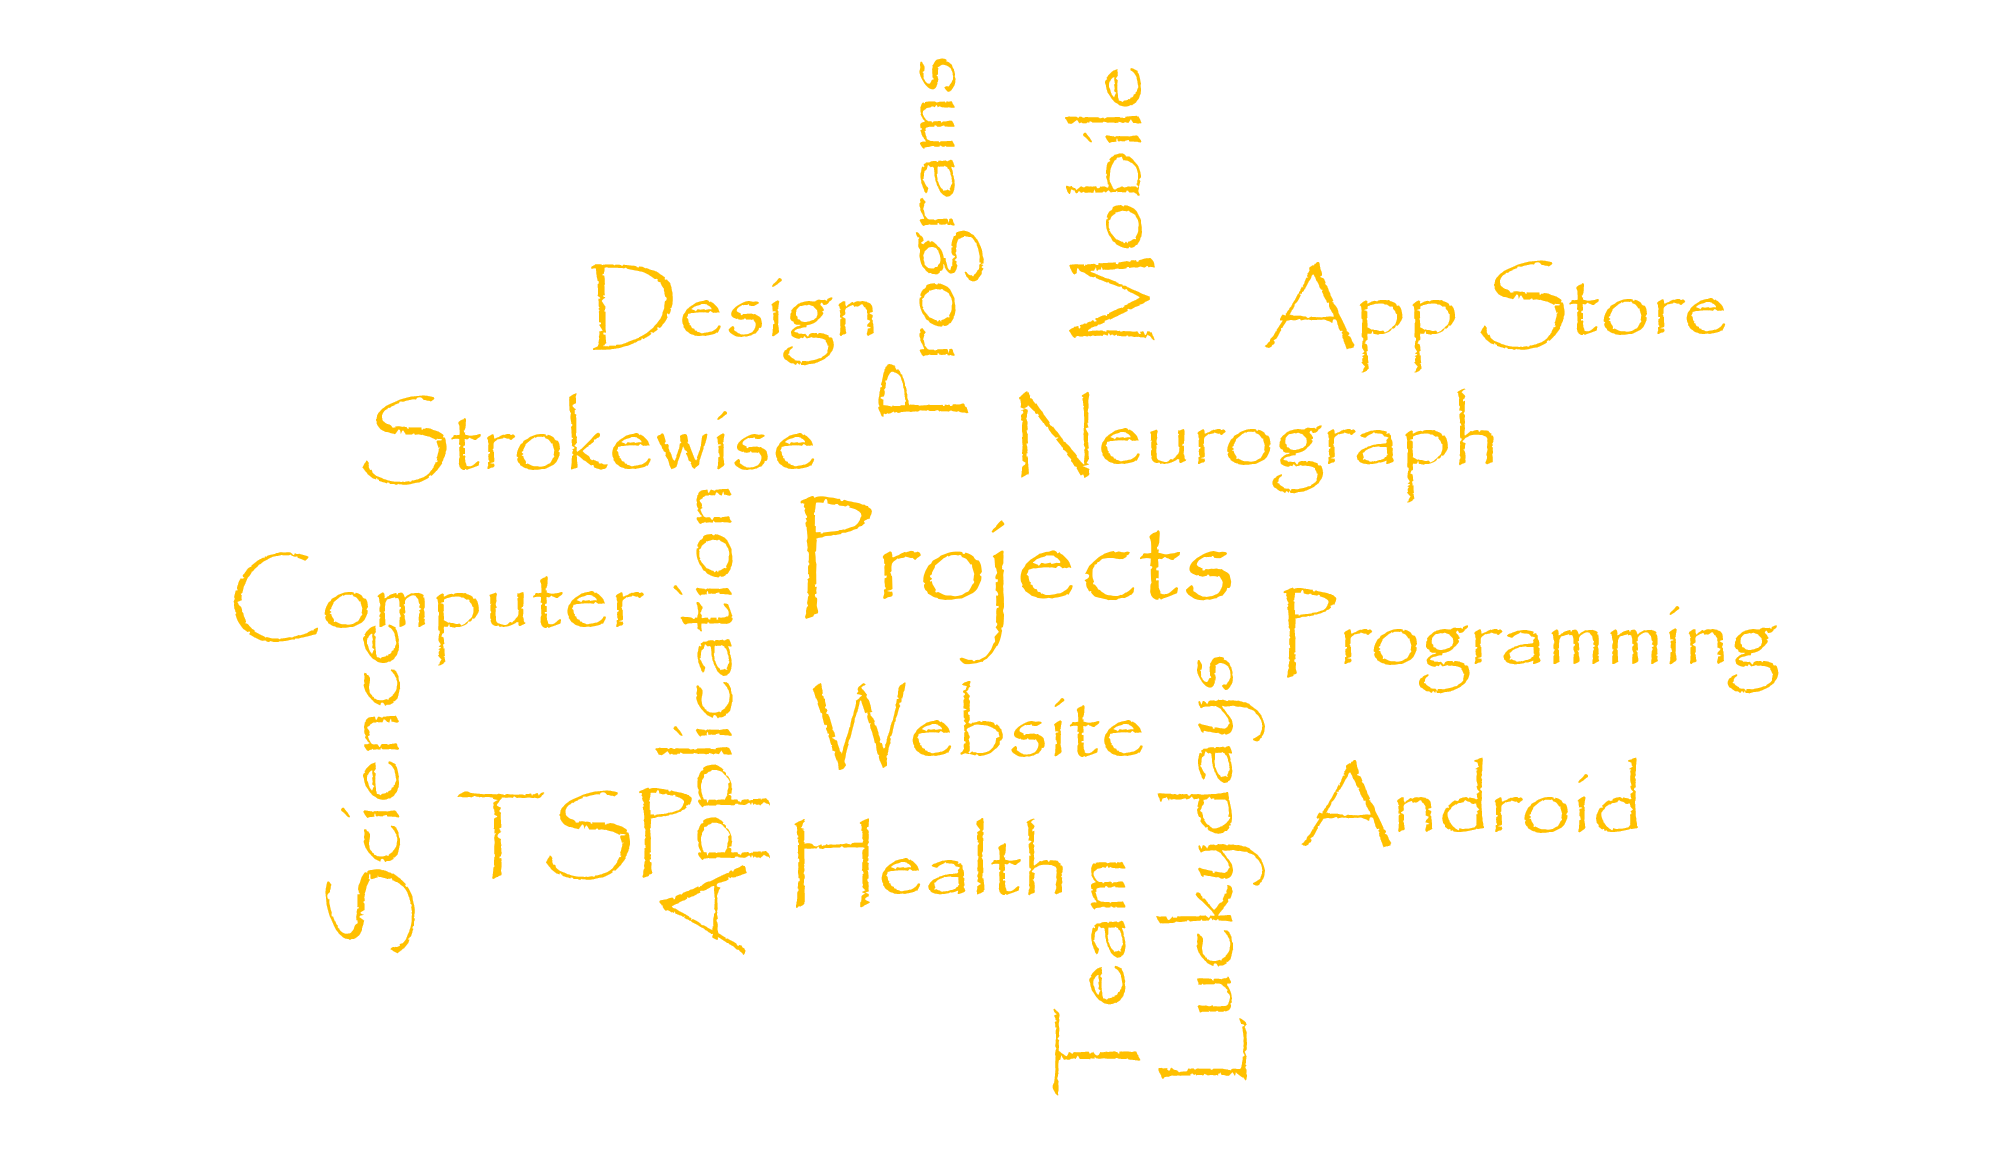 Programs
Mobile
Design
App Store
Strokewise
Neurograph
Projects
Application
Computer
Programming
Science
Website
Luckydays
TSP
Android
Health
Team